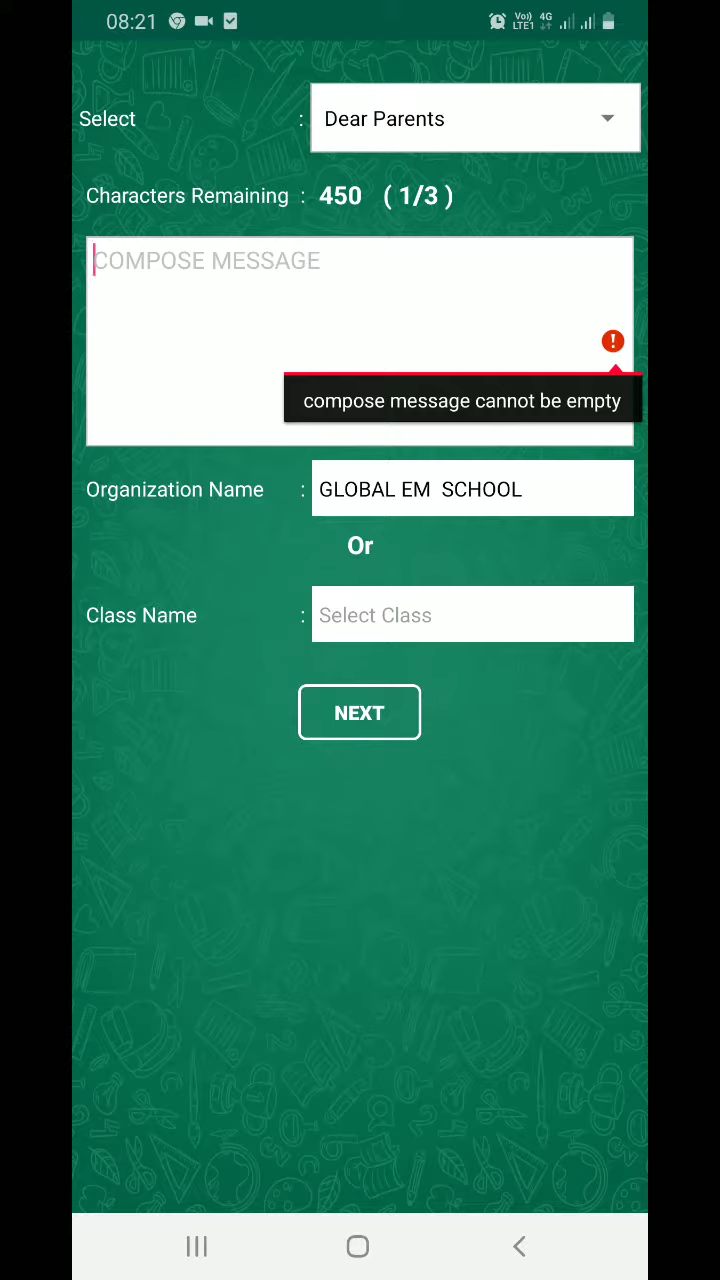 08:21 Vo)) LTE1 4G
Select : Dear Parents
Characters Remaining : 450 ( 1/3 )
COMPOSE MESSAGE
compose message cannot be empty
Organization Name : GLOBAL EM SCHOOL
Or
Class Name : Select Class
NEXT